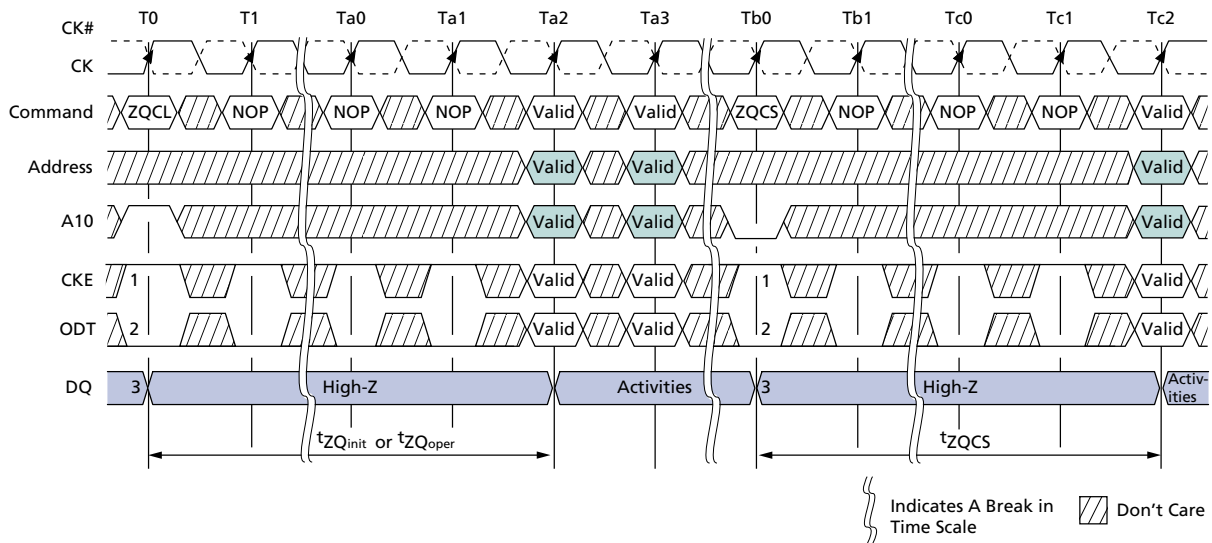 T0 T1 Ta0 Ta1 Ta2 Ta3 Tb0 Tb1 Tc0 Tc1 Tc2
CK#
CK
Command ZQCL NOP NOP NOP Valid Valid ZQCS NOP NOP NOP Valid
Address Valid Valid Valid
A10 Valid Valid Valid
CKE 1 Valid Valid 1 Valid
ODT 2 Valid Valid 2 Valid
DQ 3 High-Z Activities 3 High-Z Activ-
ities
tZQinit or tZQoper tZQCS
Indicates A Break in
Time Scale
Don't Care